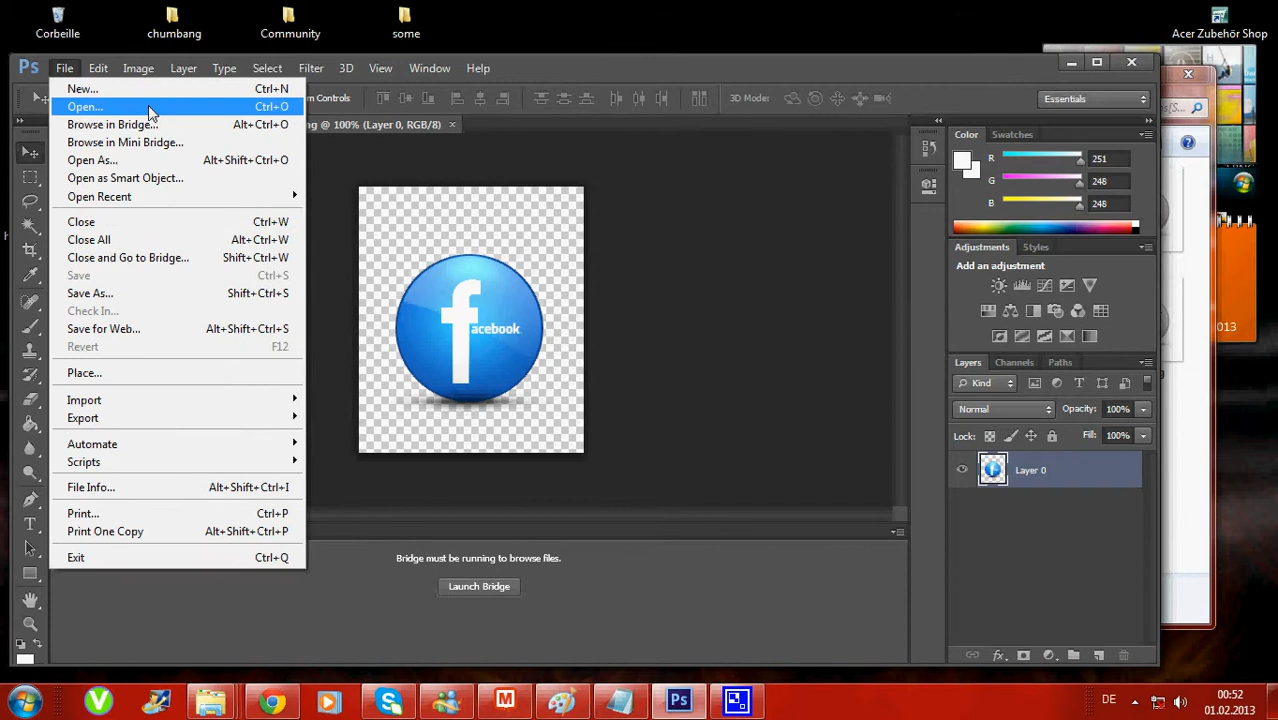 Corbeille
chumbang
Community
some
Acer Zubehör Shop
Ps File Edit Image Layer Type Select Filter 3D View Window Help
New... Ctrl+N
Open... Ctrl+O
Browse in Bridge... Alt+Ctrl+O
Browse in Mini Bridge...
Open As... Alt+Shift+Ctrl+O
Open as Smart Object...
Open Recent
Close Ctrl+W
Close All Alt+Ctrl+W
Close and Go to Bridge... Shift+Ctrl+W
Save Ctrl+S
Save As... Shift+Ctrl+S
Check In...
Save for Web... Alt+Shift+Ctrl+S
Revert F12
Place...
Import
Export
Automate
Scripts
File Info... Alt+Shift+Ctrl+I
Print... Ctrl+P
Print One Copy Alt+Shift+Ctrl+P
Exit Ctrl+Q
Controls
3D Mode:
Essentials
@ 100% (Layer 0, RGB/8)
facebook
Bridge must be running to browse files.
Launch Bridge
Color Swatches
R 251
G 248
B 248
Adjustments Styles
Add an adjustment
Layers Channels Paths
Kind
Normal Opacity: 100%
Lock: Fill: 100%
Layer 0
013
DE
00:52
01.02.2013